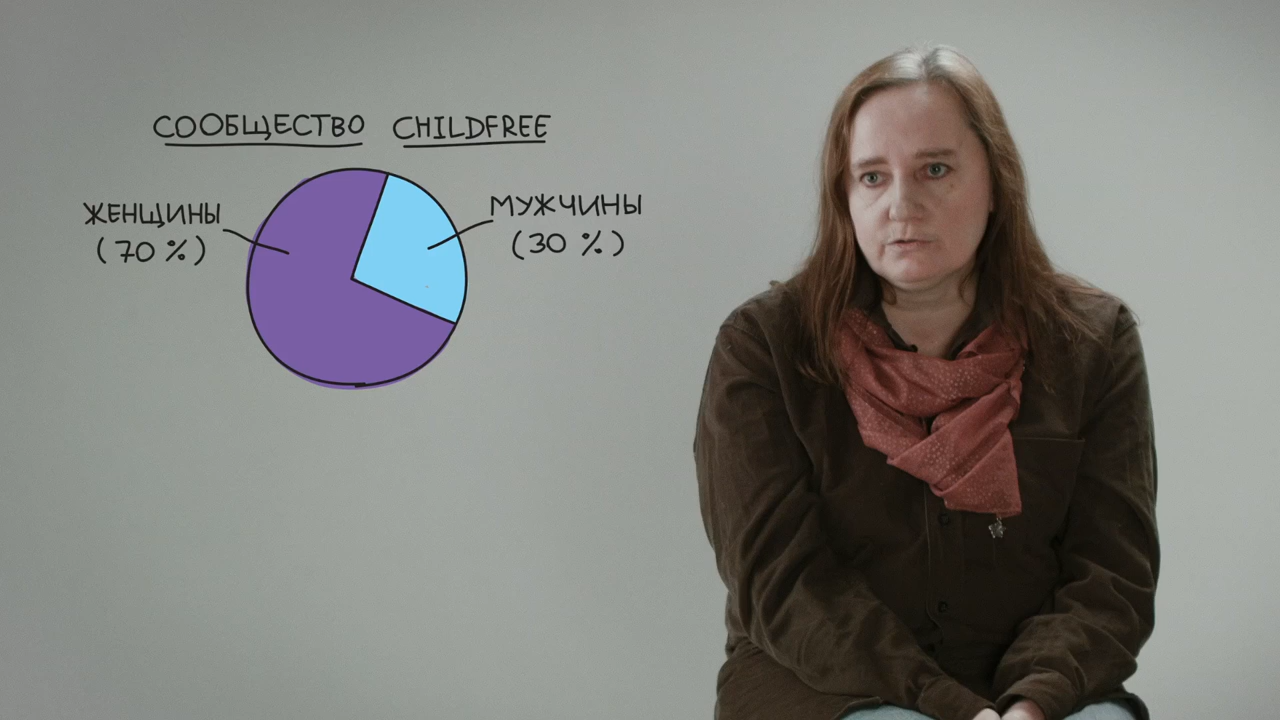 СООБЩЕСТВО CHILDFREE
ЖЕНЩИНЫ
(70 %)
МУЖЧИНЫ
(30 %)